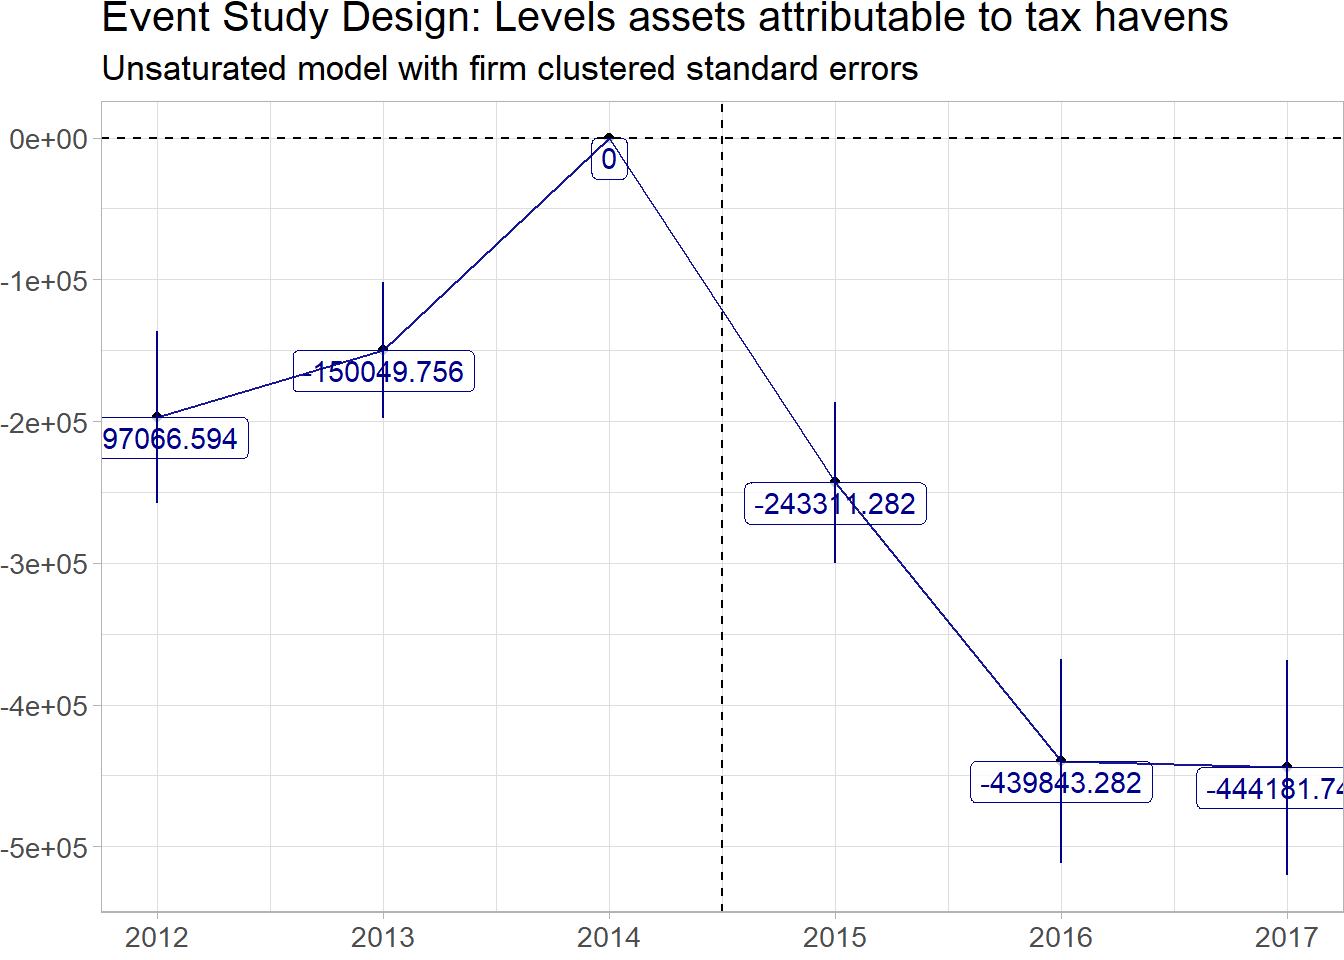 Event Study Design: Levels assets attributable to tax havens
Unsaturated model with firm clustered standard errors
0e+00
-1e+05
-2e+05
-3e+05
-4e+05
-5e+05
97066.594
-150049.756
0
-243311.282
-439843.282
-444181.74
2012 2013 2014 2015 2016 2017